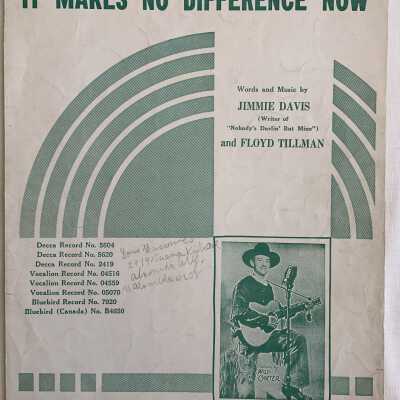 IT MAKES NO DIFFERENCE NOW
Words and Music by
JIMMIE DAVIS
(Writer of
"Nobody's Darlin' But Mine")
and FLOYD TILLMAN
Decca Record No. 5604
Decca Record No. 5620
Decca Record No. 2419
Vocalion Record No. 04516
Vocalion Record No. 04559
Vocalion Record No. 05070
Bluebird Record No. 7920
Bluebird (Canada) No. B4620
WILF
CARTER